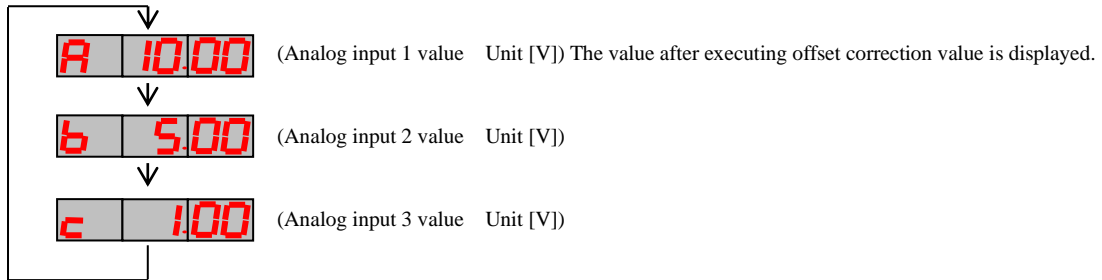 A 10.00 (Analog input 1 value Unit [V]) The value after executing offset correction value is displayed.
b 5.00 (Analog input 2 value Unit [V])
c 1.00 (Analog input 3 value Unit [V])